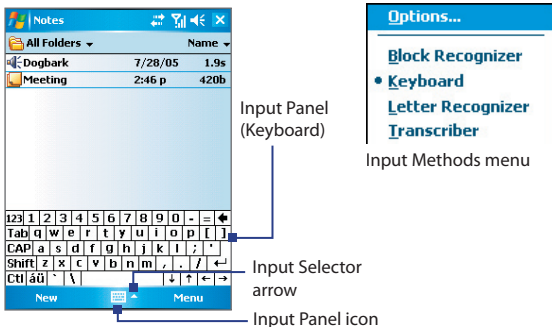 Notes
All Folders Name
Dogbark 7/28/05 1.9s
Meeting 2:46 p 420b
123 1 2 3 4 5 6 7 8 9 0 - =
Tab q w e r t y u i o p [ ]
CAP a s d f g h j k l ; '
Shift z x c v b n m , . /
Ctl áü ` \
New Menu
Input Panel
(Keyboard)
Input Selector
arrow
Input Panel icon
Options...
Block Recognizer
Keyboard
Letter Recognizer
Transcriber
Input Methods menu